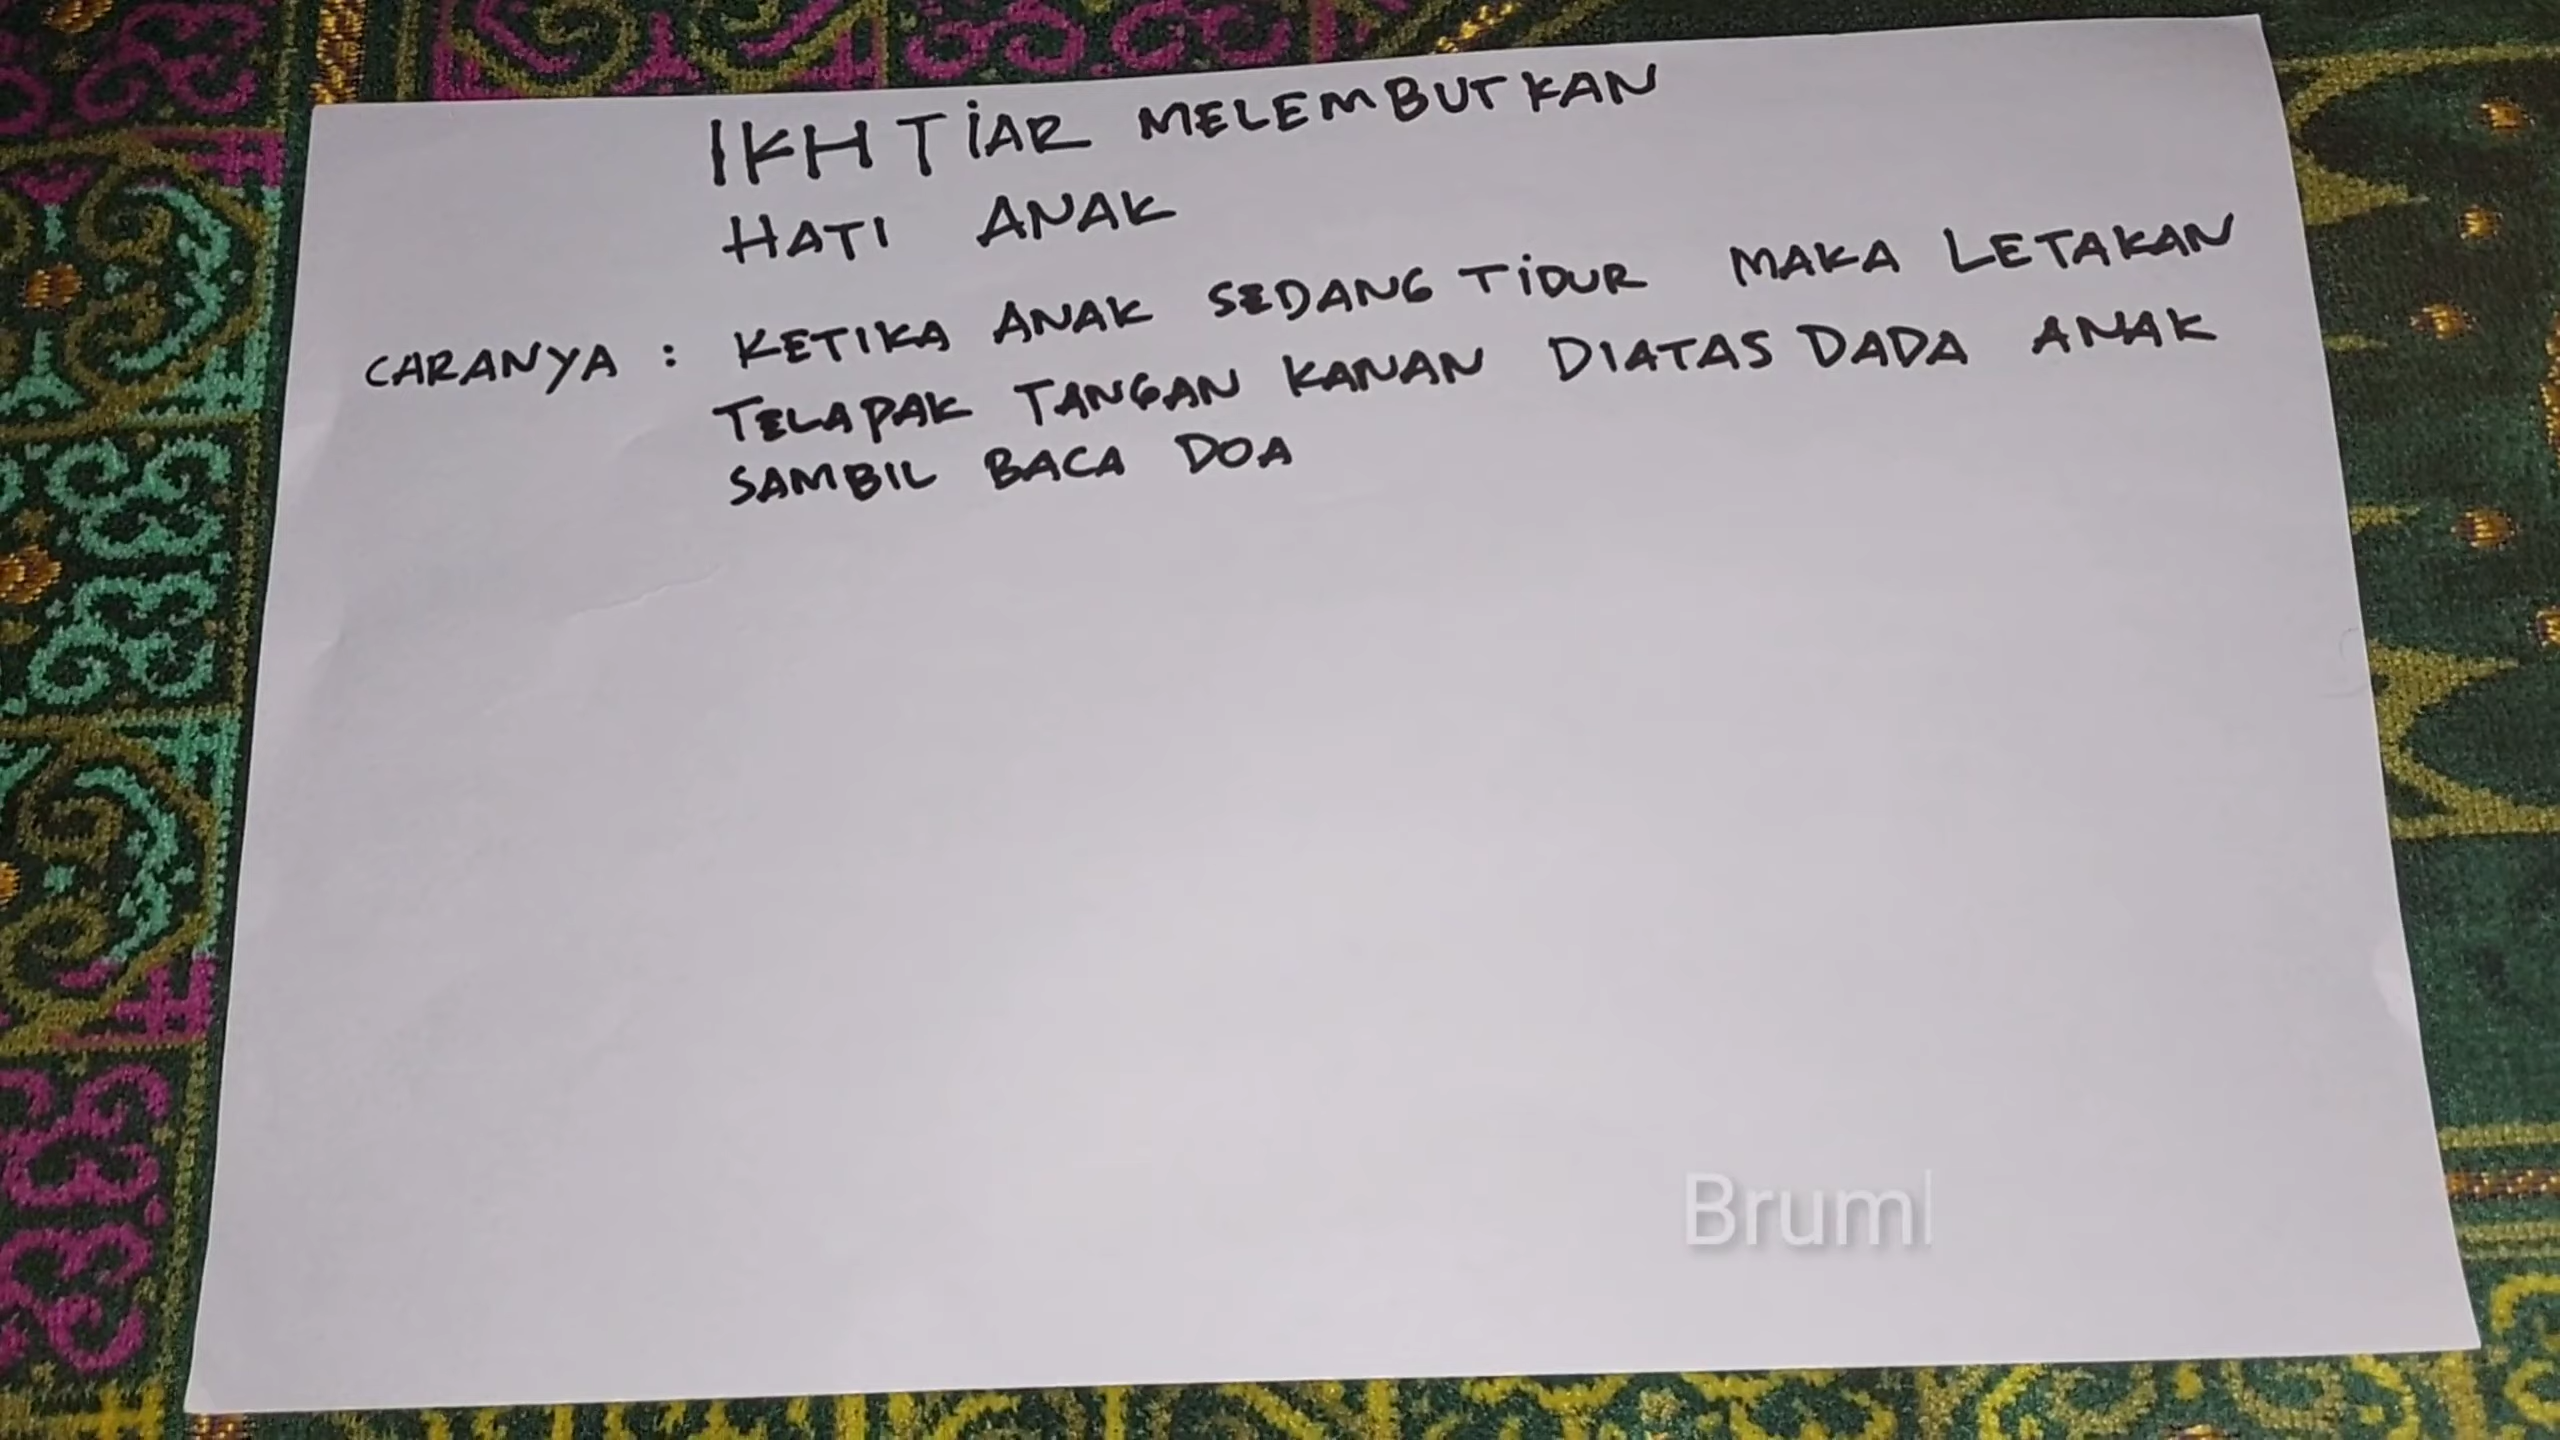 IKHTIAR MELEMBUTKAN
HATI ANAK
CARANYA : KETIKA ANAK SEDANG TIDUR MAKA LETAKAN
TELAPAK TANGAN KANAN DIATAS DADA ANAK
SAMBIL BACA DOA